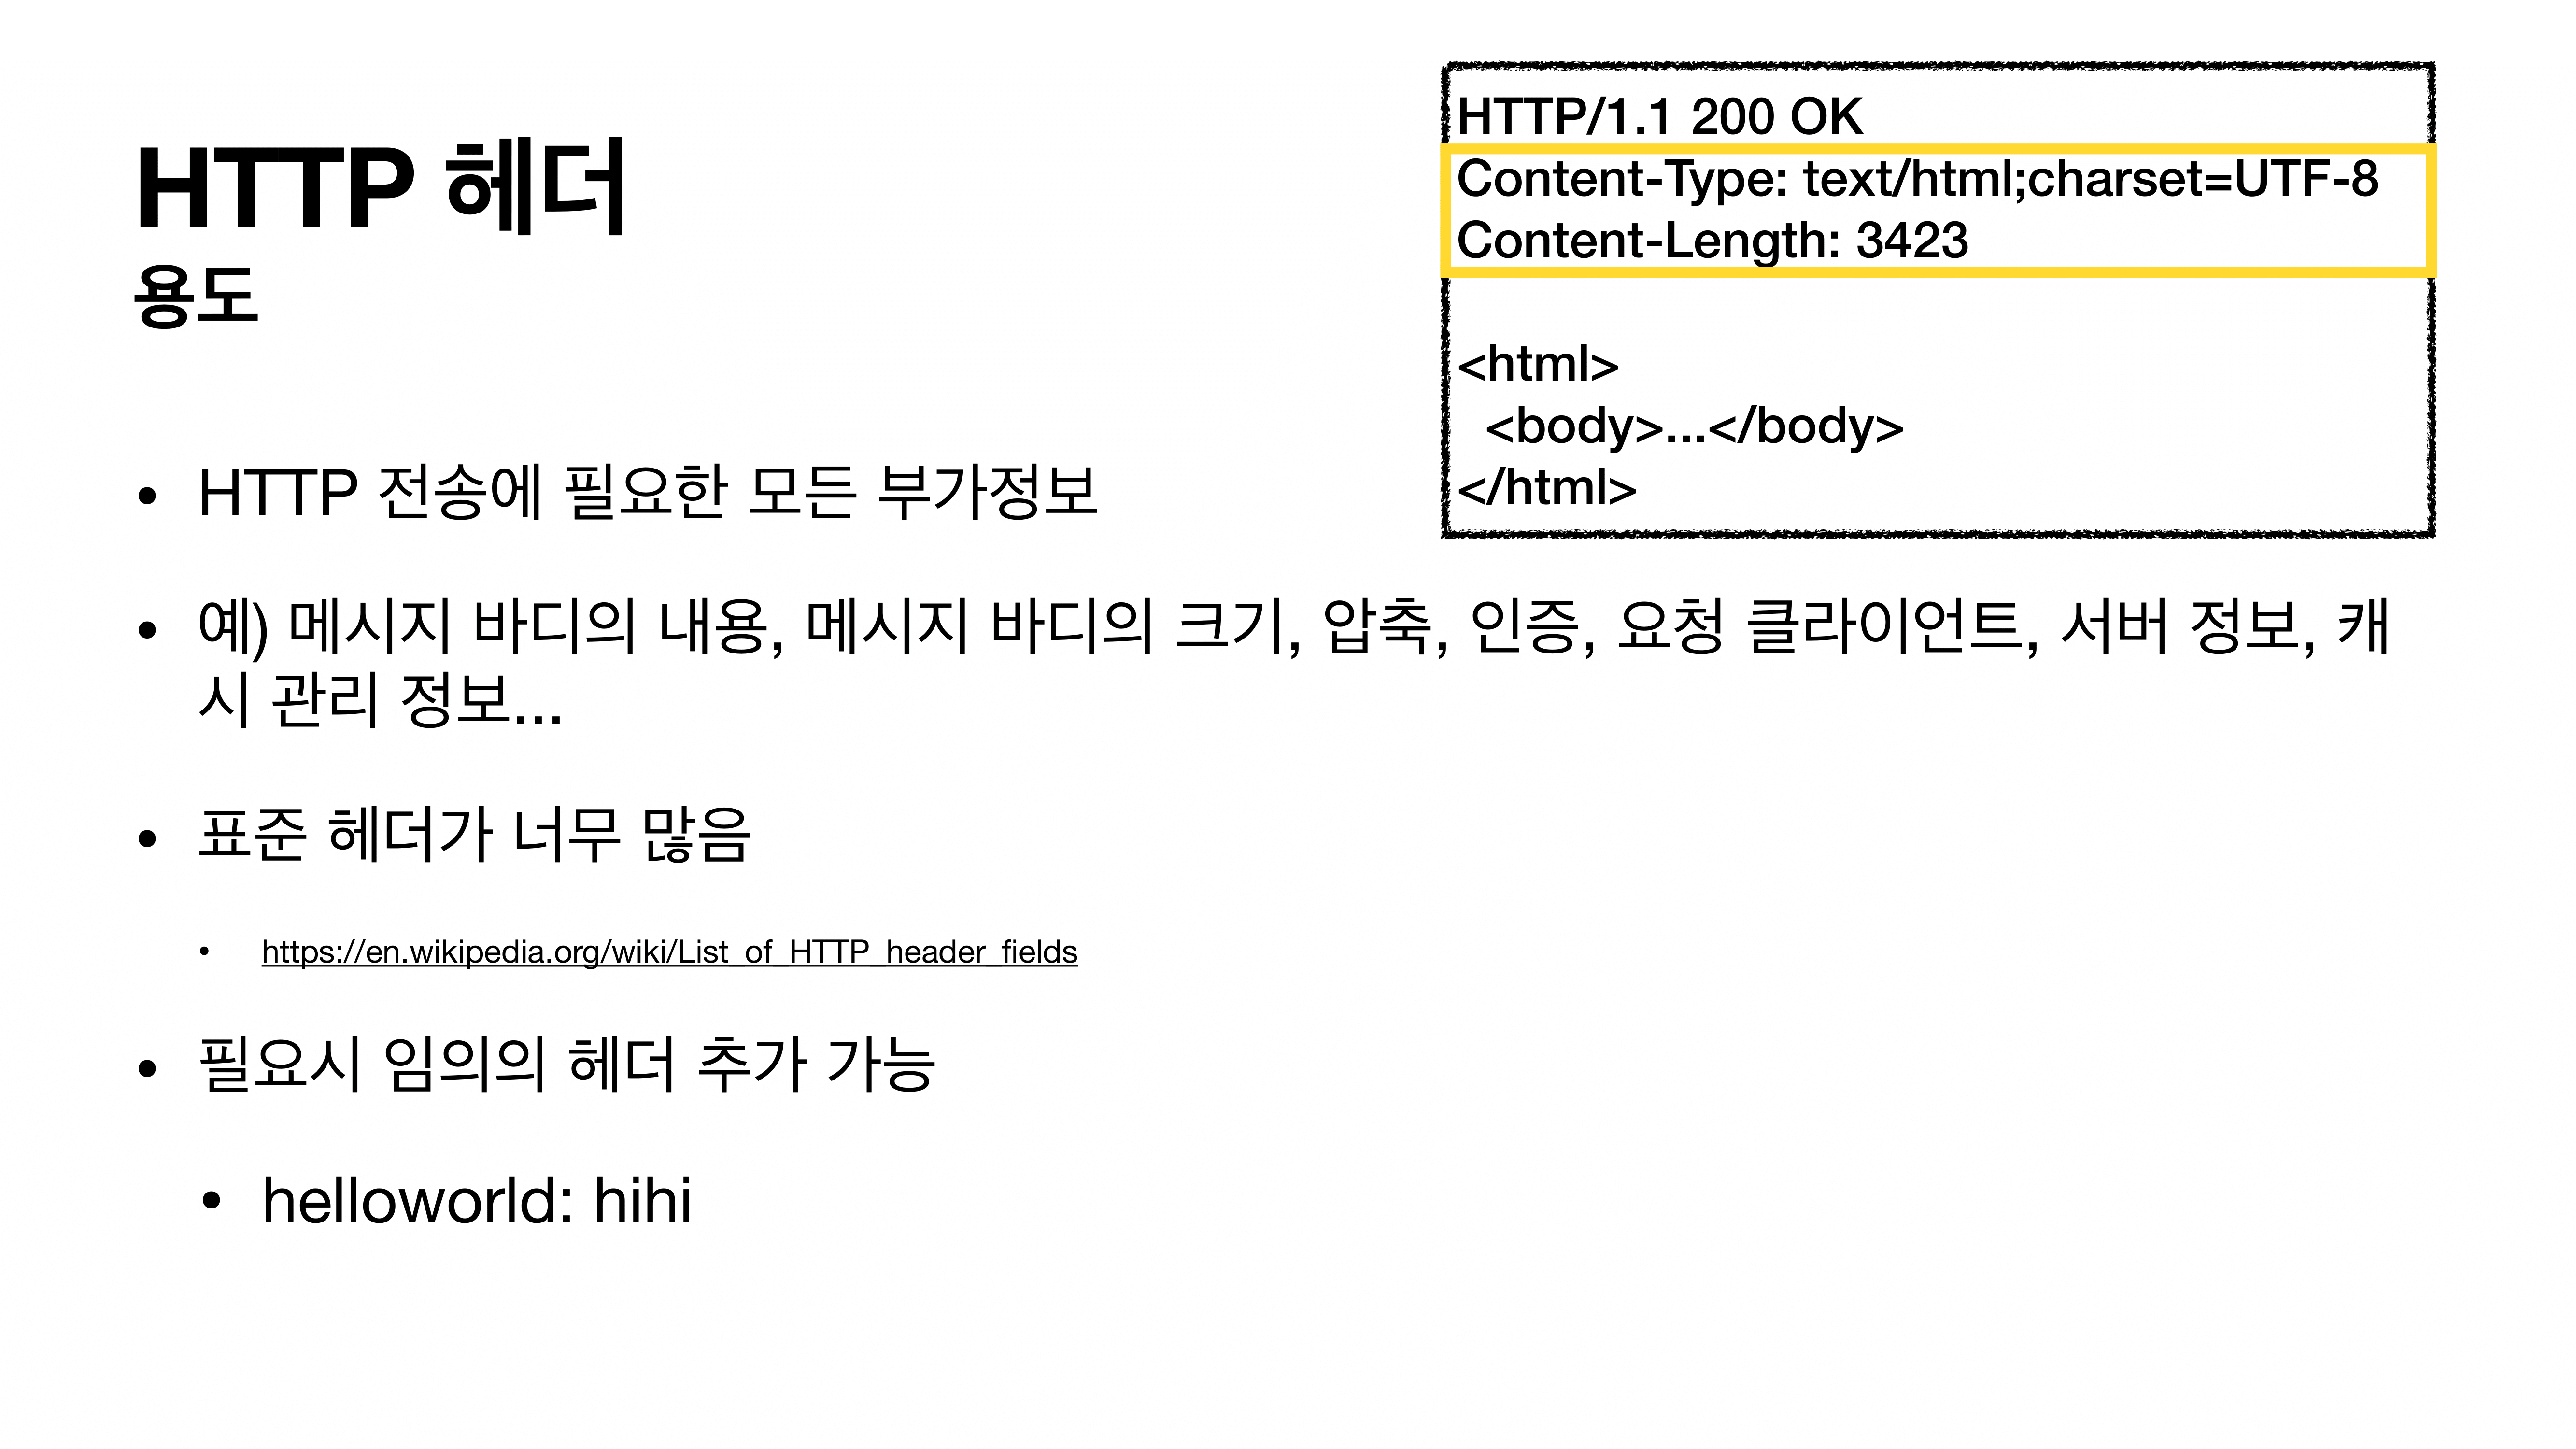 HTTP 헤더
용도
HTTP/1.1 200 OK
Content-Type: text/html;charset=UTF-8
Content-Length: 3423

<html>
  <body>...</body>
</html>
• HTTP 전송에 필요한 모든 부가정보
• 예) 메시지 바디의 내용, 메시지 바디의 크기, 압축, 인증, 요청 클라이언트, 서버 정보, 캐
시 관리 정보...
• 표준 헤더가 너무 많음
• https://en.wikipedia.org/wiki/List_of_HTTP_header_fields
• 필요시 임의의 헤더 추가 가능
• helloworld: hihi